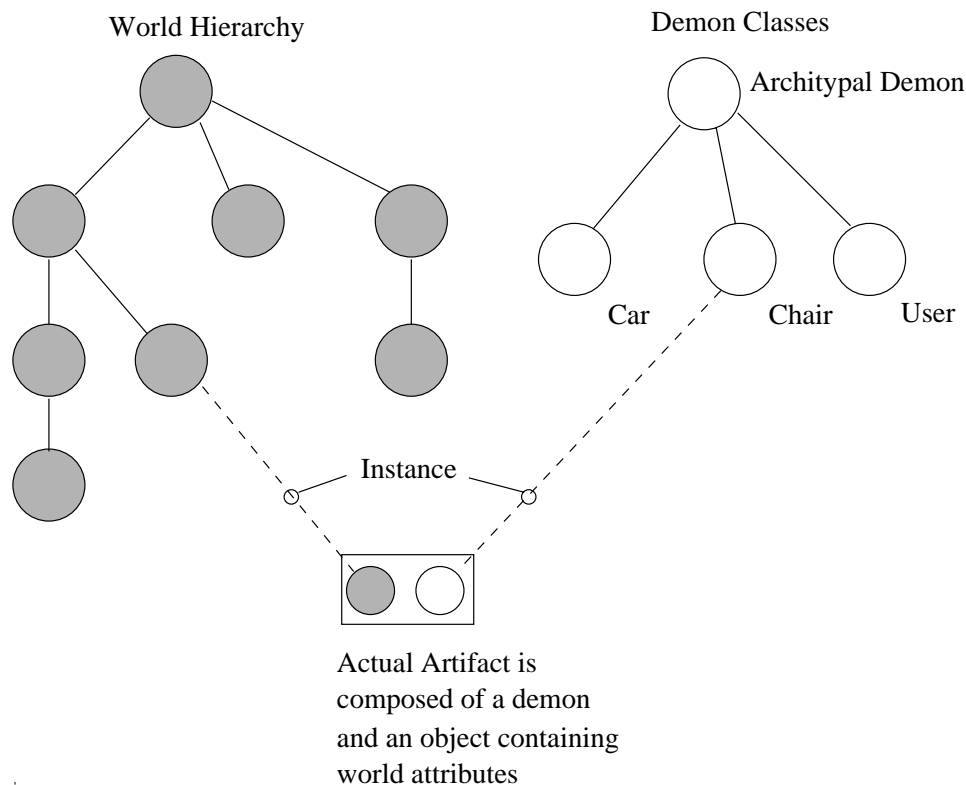 World Hierarchy
Demon Classes
Architypal Demon
Car
Chair
User
Instance
Actual Artifact is
composed of a demon
and an object containing
world attributes